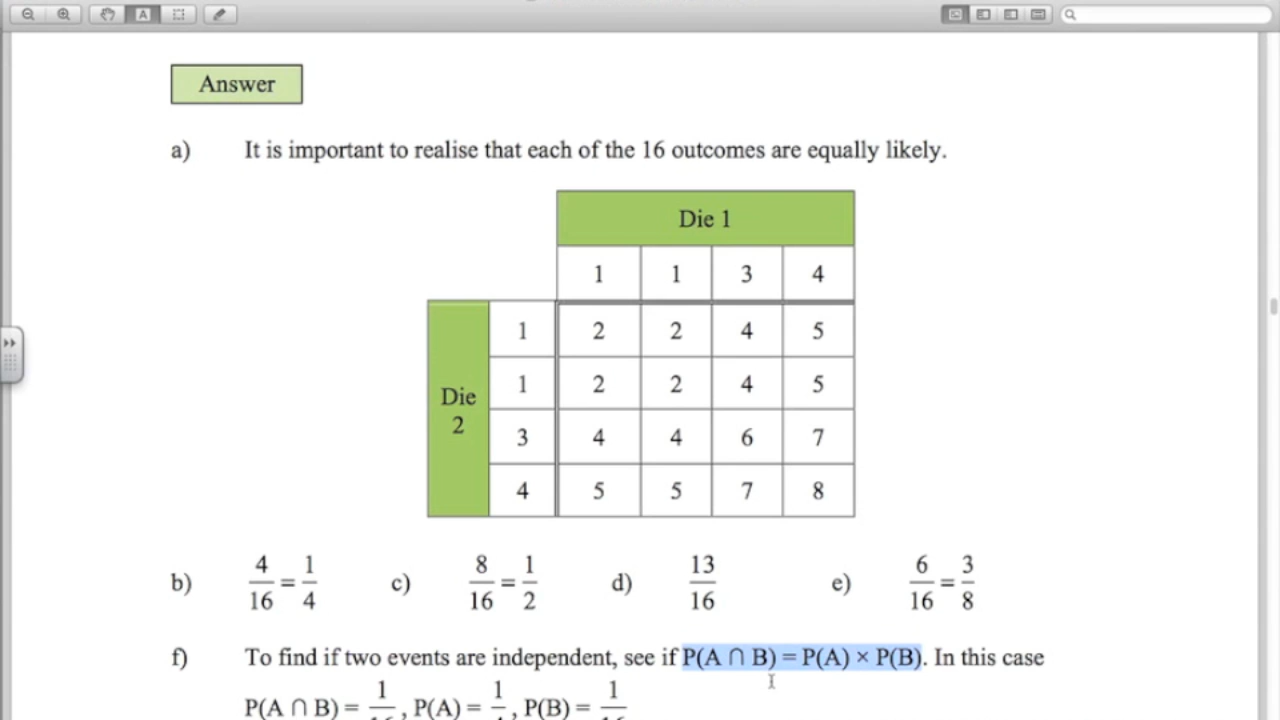 Answer
a) It is important to realise that each of the 16 outcomes are equally likely.
Die 1
1 1 3 4
1 2 2 4 5
1 2 2 4 5
Die 2
3 4 4 6 7
4 5 5 7 8
b) 4/16 = 1/4 c) 8/16 = 1/2 d) 13/16 e) 6/16 = 3/8
f) To find if two events are independent, see if P(A ∩ B) = P(A) × P(B). In this case
P(A ∩ B) = 1/ , P(A) = 1/ , P(B) = 1/